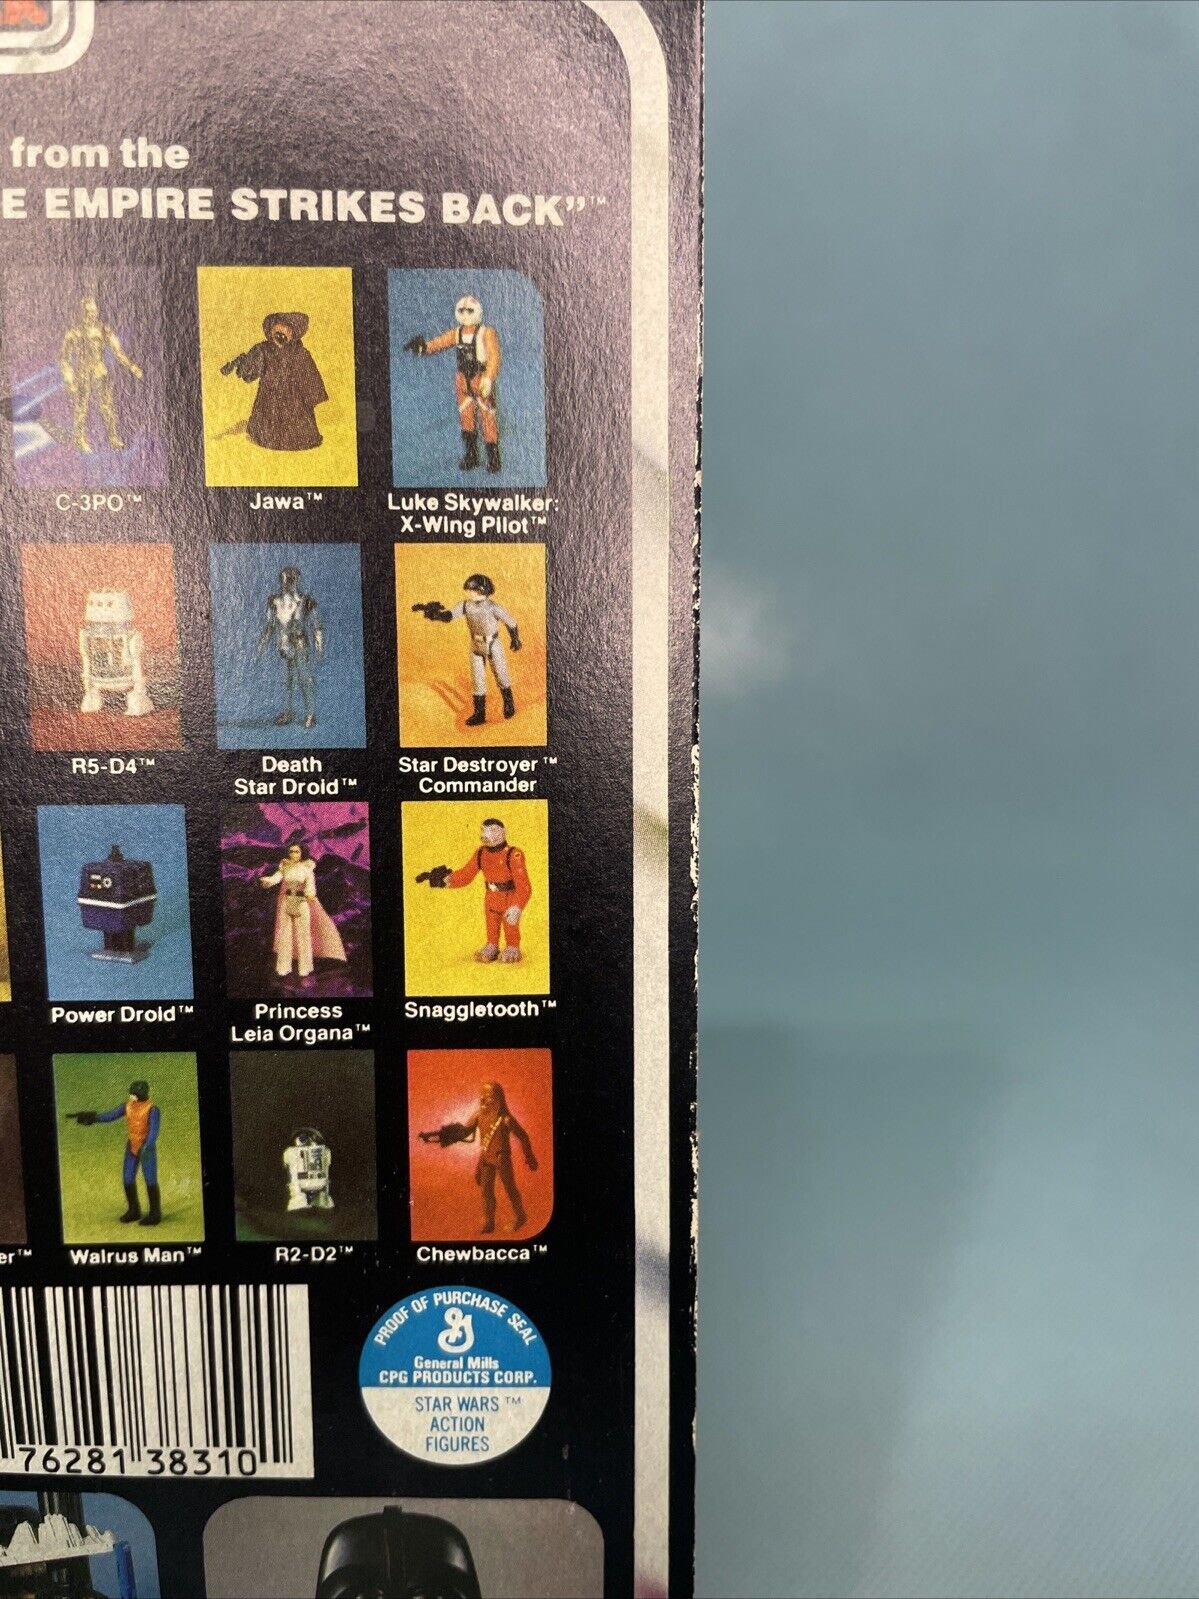 from the
E EMPIRE STRIKES BACK”™
C-3PO™
Jawa™
Luke Skywalker:
X-Wing Pilot™
R5-D4™
Death
Star Droid™
Star Destroyer™
Commander
Power Droid™
Princess
Leia Organa™
Snaggletooth™
er™
Walrus Man™
R2-D2™
Chewbacca™
PROOF OF PURCHASE SEAL
General Mills
CPG PRODUCTS CORP.
STAR WARS™
ACTION
FIGURES
76281 38310